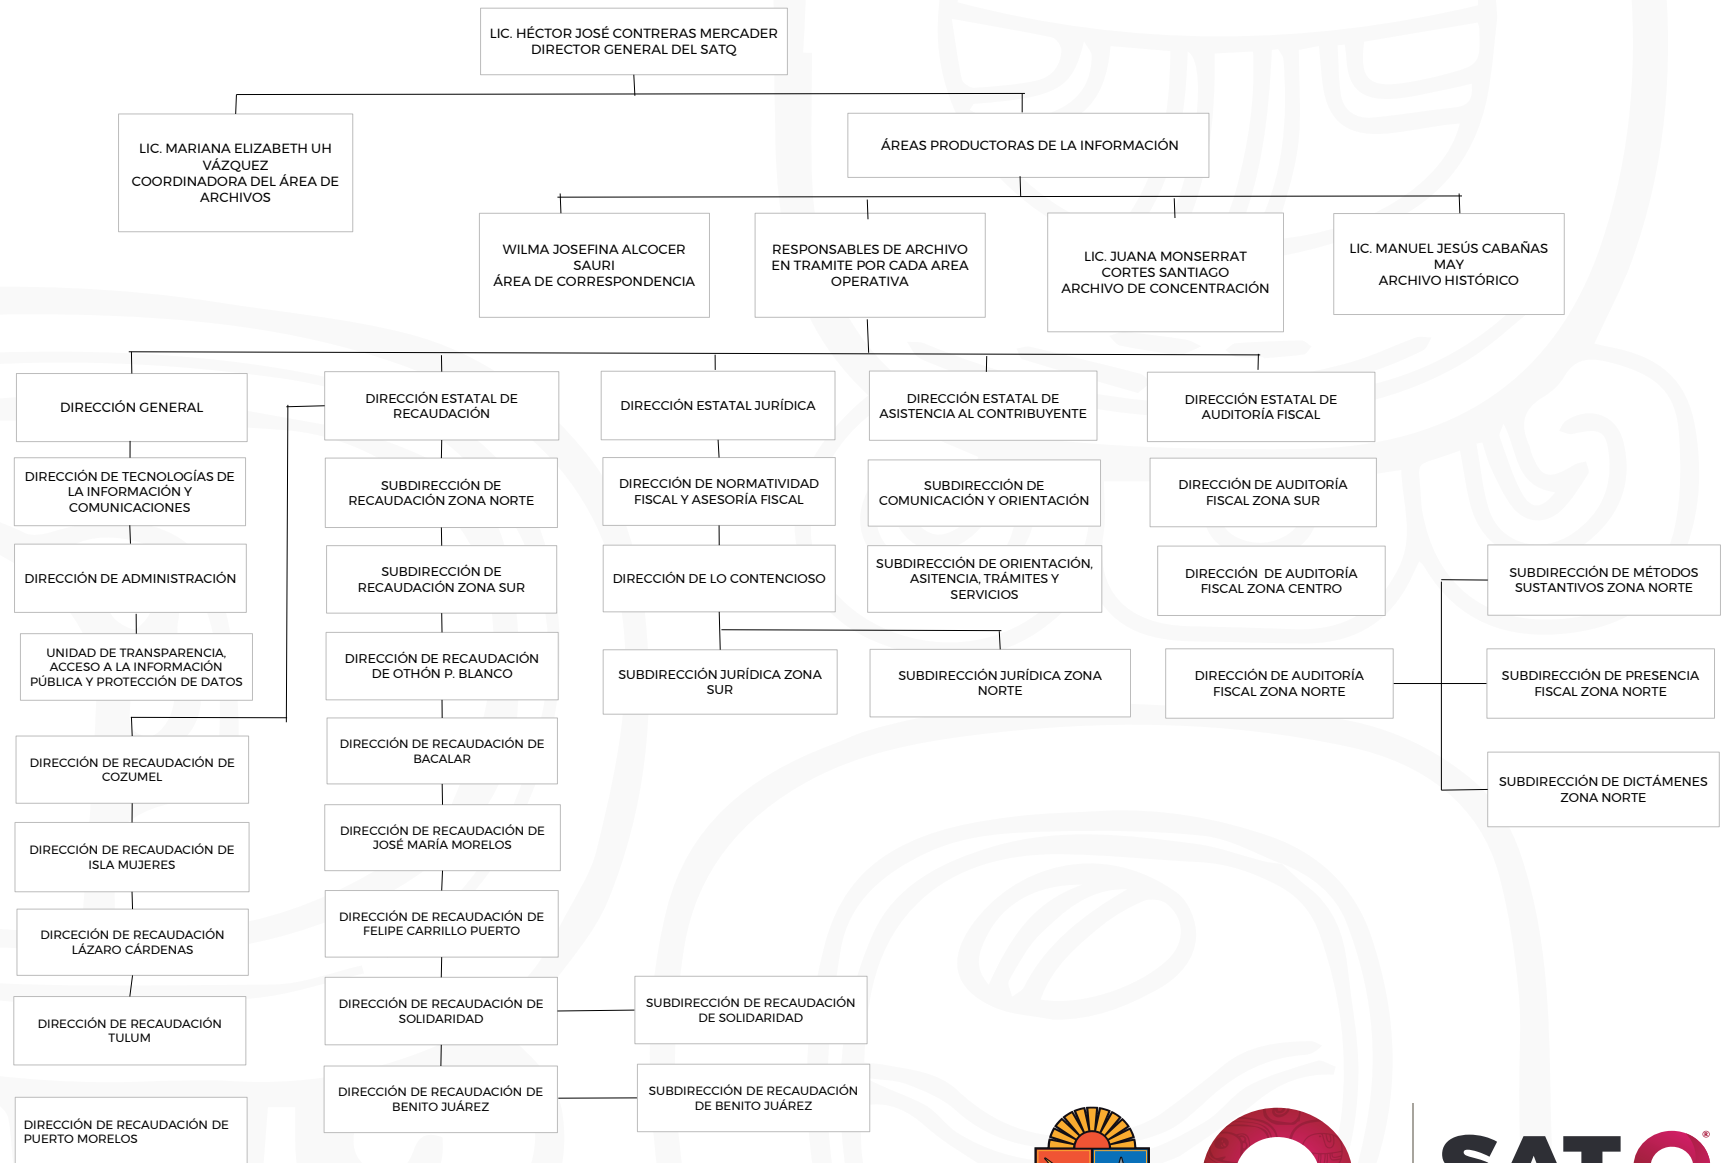 LIC. HÉCTOR JOSÉ CONTRERAS MERCADER
DIRECTOR GENERAL DEL SATQ
LIC. MARIANA ELIZABETH UH
VÁZQUEZ
COORDINADORA DEL ÁREA DE
ARCHIVOS
ÁREAS PRODUCTORAS DE LA INFORMACIÓN
WILMA JOSEFINA ALCOCER
SAURI
ÁREA DE CORRESPONDENCIA
RESPONSABLES DE ARCHIVO
EN TRAMITE POR CADA AREA
OPERATIVA
LIC. JUANA MONSERRAT
CORTES SANTIAGO
ARCHIVO DE CONCENTRACIÓN
LIC. MANUEL JESÚS CABAÑAS
MAY
ARCHIVO HISTÓRICO
DIRECCIÓN GENERAL
DIRECCIÓN DE TECNOLOGÍAS DE
LA INFORMACIÓN Y
COMUNICACIONES
DIRECCIÓN DE ADMINISTRACIÓN
UNIDAD DE TRANSPARENCIA,
ACCESO A LA INFORMACIÓN
PÚBLICA Y PROTECCIÓN DE DATOS
DIRECCIÓN ESTATAL DE
RECAUDACIÓN
SUBDIRECCIÓN DE
RECAUDACIÓN ZONA NORTE
SUBDIRECCIÓN DE
RECAUDACIÓN ZONA SUR
DIRECCIÓN DE RECAUDACIÓN
DE OTHÓN P. BLANCO
DIRECCIÓN DE RECAUDACIÓN DE
BACALAR
DIRECCIÓN DE RECAUDACIÓN DE
JOSÉ MARÍA MORELOS
DIRECCIÓN DE RECAUDACIÓN DE
FELIPE CARRILLO PUERTO
DIRECCIÓN DE RECAUDACIÓN DE
SOLIDARIDAD
SUBDIRECCIÓN DE RECAUDACIÓN
DE SOLIDARIDAD
DIRECCIÓN DE RECAUDACIÓN DE
BENITO JUÁREZ
SUBDIRECCIÓN DE RECAUDACIÓN
DE BENITO JUÁREZ
DIRECCIÓN DE RECAUDACIÓN DE
COZUMEL
DIRECCIÓN DE RECAUDACIÓN DE
ISLA MUJERES
DIRCECIÓN DE RECAUDACIÓN
LÁZARO CÁRDENAS
DIRECCIÓN DE RECAUDACIÓN
TULUM
DIRECCIÓN DE RECAUDACIÓN DE
PUERTO MORELOS
DIRECCIÓN ESTATAL JURÍDICA
DIRECCIÓN DE NORMATIVIDAD
FISCAL Y ASESORÍA FISCAL
DIRECCIÓN DE LO CONTENCIOSO
SUBDIRECCIÓN JURÍDICA ZONA
SUR
SUBDIRECCIÓN JURÍDICA ZONA
NORTE
DIRECCIÓN ESTATAL DE
ASISTENCIA AL CONTRIBUYENTE
SUBDIRECCIÓN DE
COMUNICACIÓN Y ORIENTACIÓN
SUBDIRECCIÓN DE ORIENTACIÓN,
ASITENCIA, TRÁMITES Y
SERVICIOS
DIRECCIÓN ESTATAL DE
AUDITORÍA FISCAL
DIRECCIÓN DE AUDITORÍA
FISCAL ZONA SUR
DIRECCIÓN DE AUDITORÍA
FISCAL ZONA CENTRO
DIRECCIÓN DE AUDITORÍA
FISCAL ZONA NORTE
SUBDIRECCIÓN DE MÉTODOS
SUSTANTIVOS ZONA NORTE
SUBDIRECCIÓN DE PRESENCIA
FISCAL ZONA NORTE
SUBDIRECCIÓN DE DICTÁMENES
ZONA NORTE
SATQ®